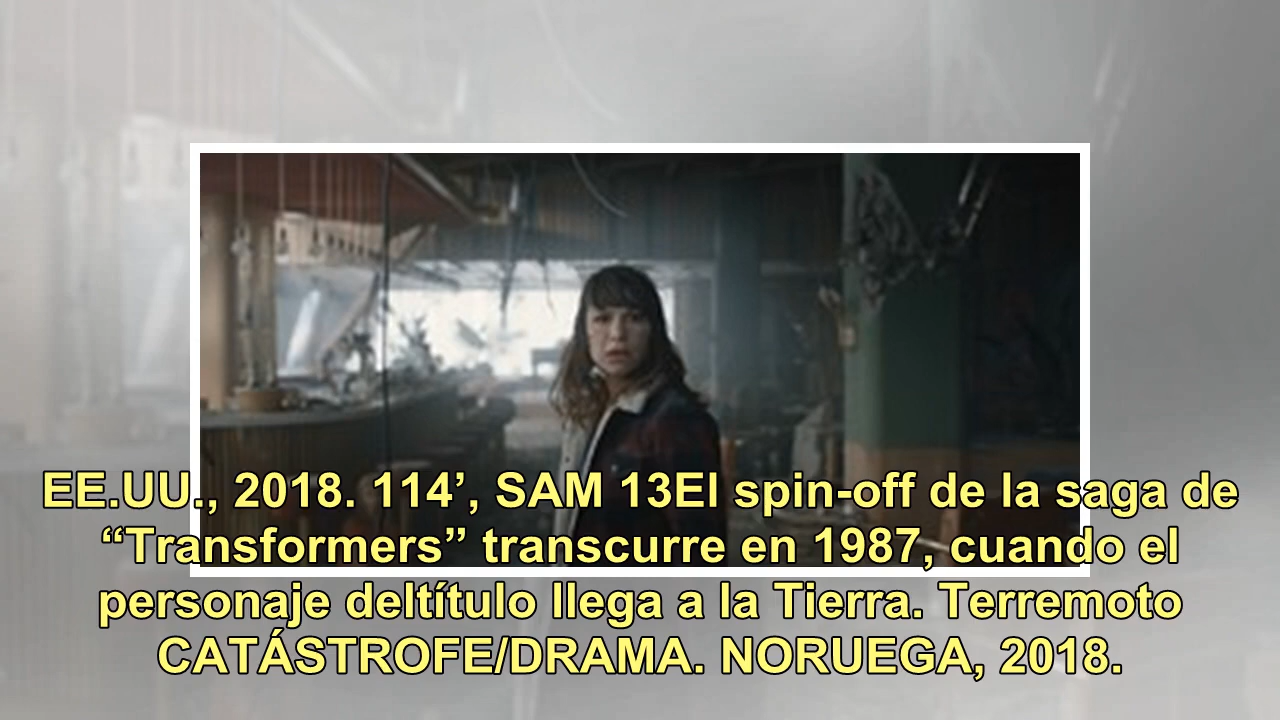 EE.UU., 2018. 114’, SAM 13El spin-off de la saga de
“Transformers” transcurre en 1987, cuando el
personaje deltítulo llega a la Tierra. Terremoto
CATÁSTROFE/DRAMA. NORUEGA, 2018.